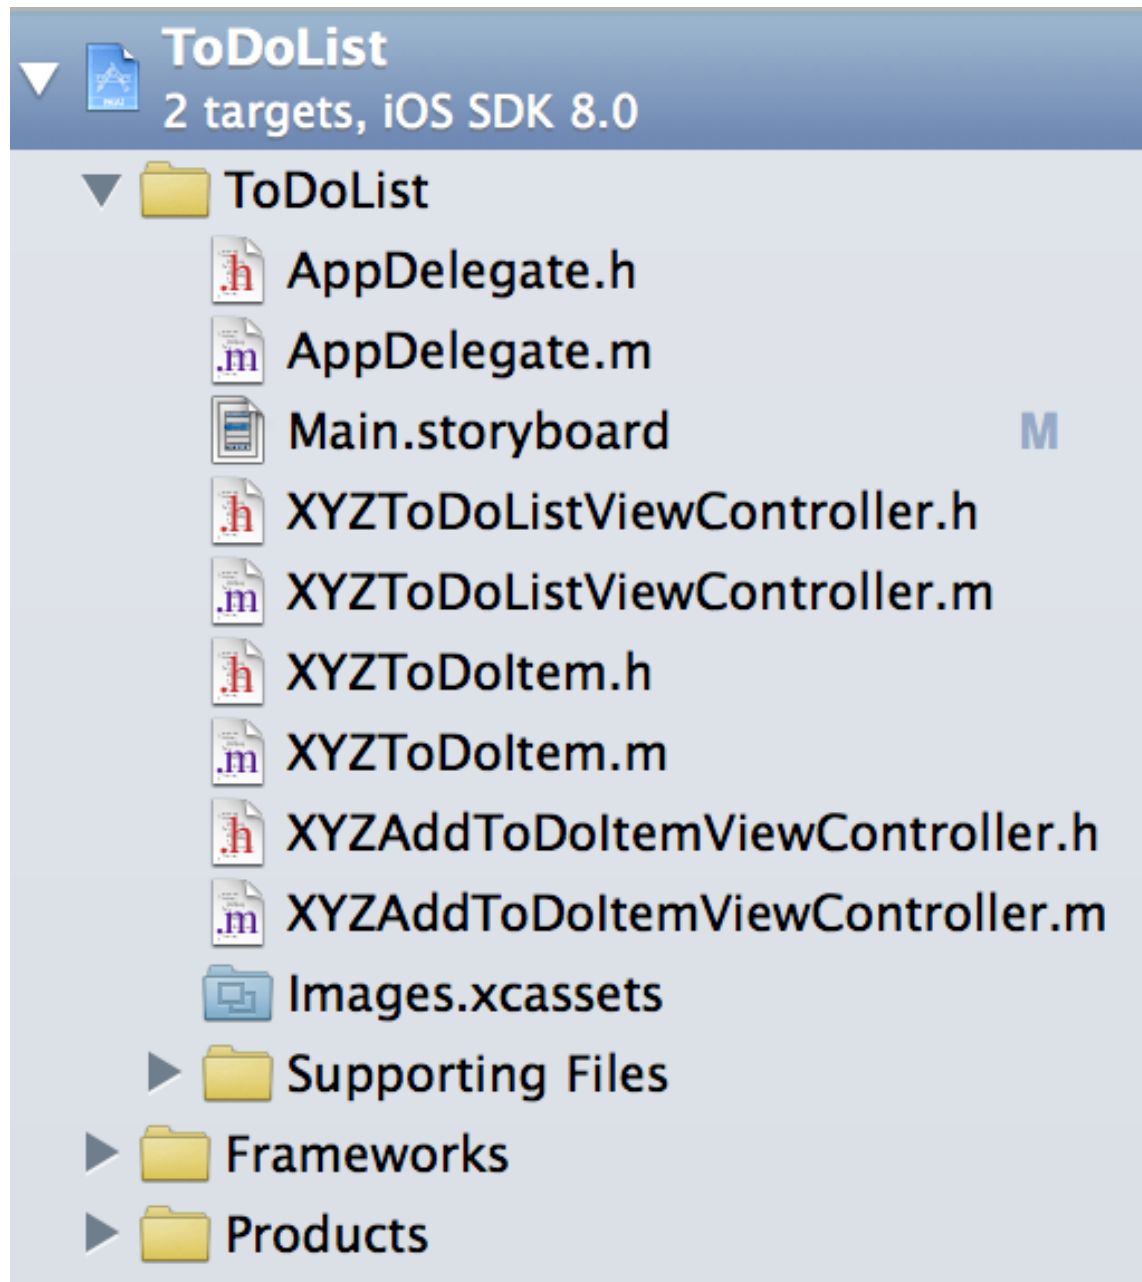 ToDoList
2 targets, iOS SDK 8.0
ToDoList
.h AppDelegate.h
.m AppDelegate.m
Main.storyboard M
.h XYZToDoListViewController.h
.m XYZToDoListViewController.m
.h XYZToDoItem.h
.m XYZToDoItem.m
.h XYZAddToDoItemViewController.h
.m XYZAddToDoItemViewController.m
Images.xcassets
Supporting Files
Frameworks
Products